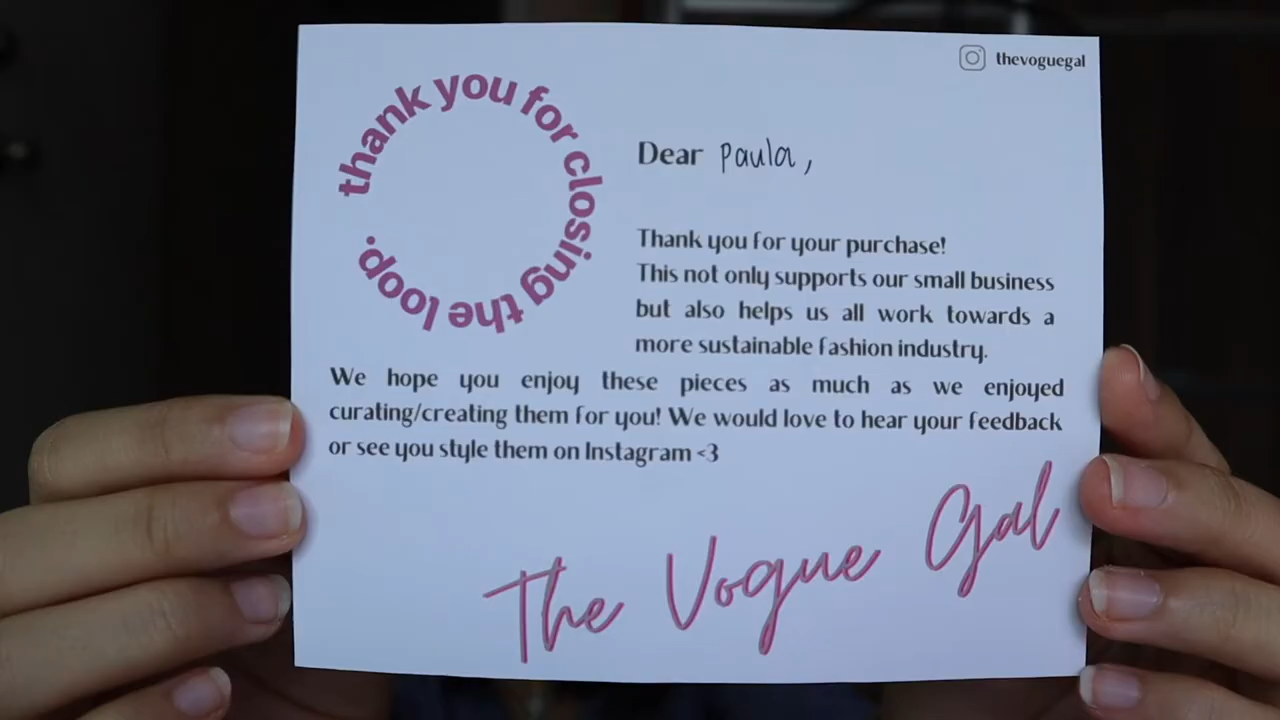 thevoguegal
thank you for closing the loop.
Dear Paula,
Thank you for your purchase!
This not only supports our small business
but also helps us all work towards a
more sustainable fashion industry.
We hope you enjoy these pieces as much as we enjoyed
curating/creating them for you! We would love to hear your feedback
or see you style them on Instagram <3
The Vogue Gal